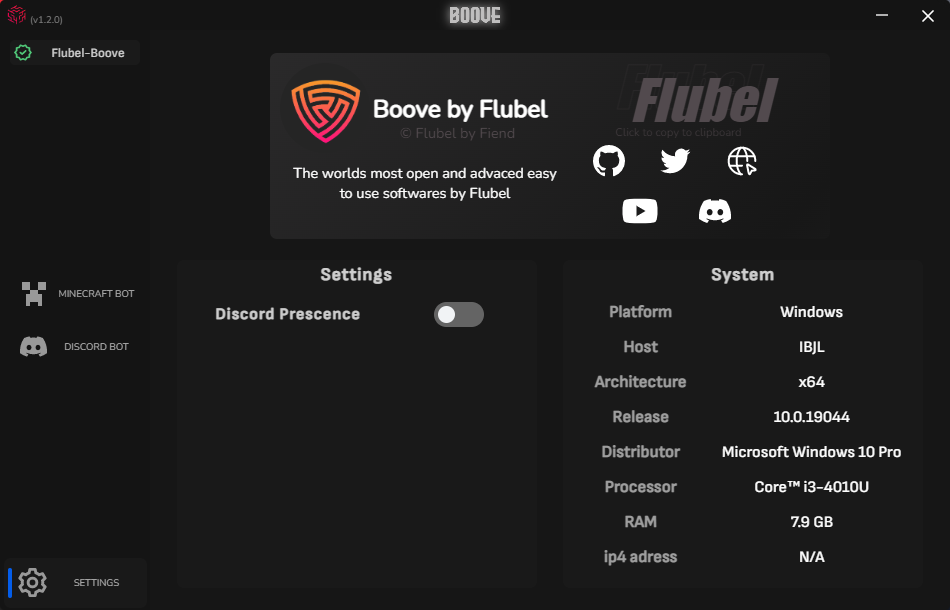 (v1.2.0)
BOOVE
Flubel-Boove
Boove by Flubel
© Flubel by Fiend
The worlds most open and advaced easy
to use softwares by Flubel
Flubel
Flubel
Click to copy to clipboard
MINECRAFT BOT
DISCORD BOT
SETTINGS
Settings
Discord Prescence
System
Platform Windows
Host IBJL
Architecture x64
Release 10.0.19044
Distributor Microsoft Windows 10 Pro
Processor Core™ i3-4010U
RAM 7.9 GB
ip4 adress N/A